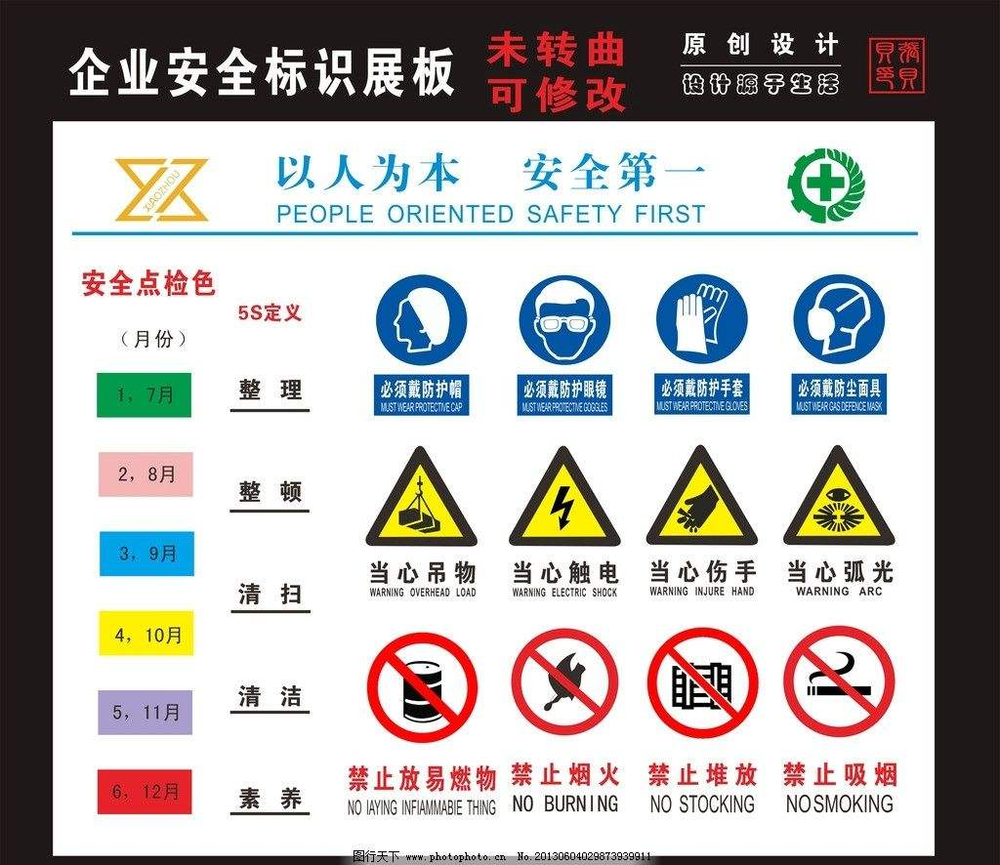 企业安全标识展板
未转曲
可修改
原创设计
设计源于生活
張貝
貝印
XIAOZHOU
以人为本 安全第一
PEOPLE ORIENTED SAFETY FIRST
安全点检色
(月份)
5S定义
1，7月
2，8月
3，9月
4，10月
5，11月
6，12月
整理
整顿
清扫
清洁
素养
必须戴防护帽
MUST WEAR PROTECTIVE CAP
必须戴防护眼镜
MUST WEAR PROTECTIVE GOGGLES
必须戴防护手套
MUST WEAR PROTECTIVE GLOVES
必须戴防尘面具
MUST WEAR GAS DEFENCE MASK
当心吊物
WARNING OVERHEAD LOAD
当心触电
WARNING ELECTRIC SHOCK
当心伤手
WARNING INJURE HAND
当心弧光
WARNING ARC
禁止放易燃物
NO IAYING INFIAMMABIE THING
禁止烟火
NO BURNING
禁止堆放
NO STOCKING
禁止吸烟
NOSMOKING
图行天下 www.photophoto.cn No.20130604029873939911